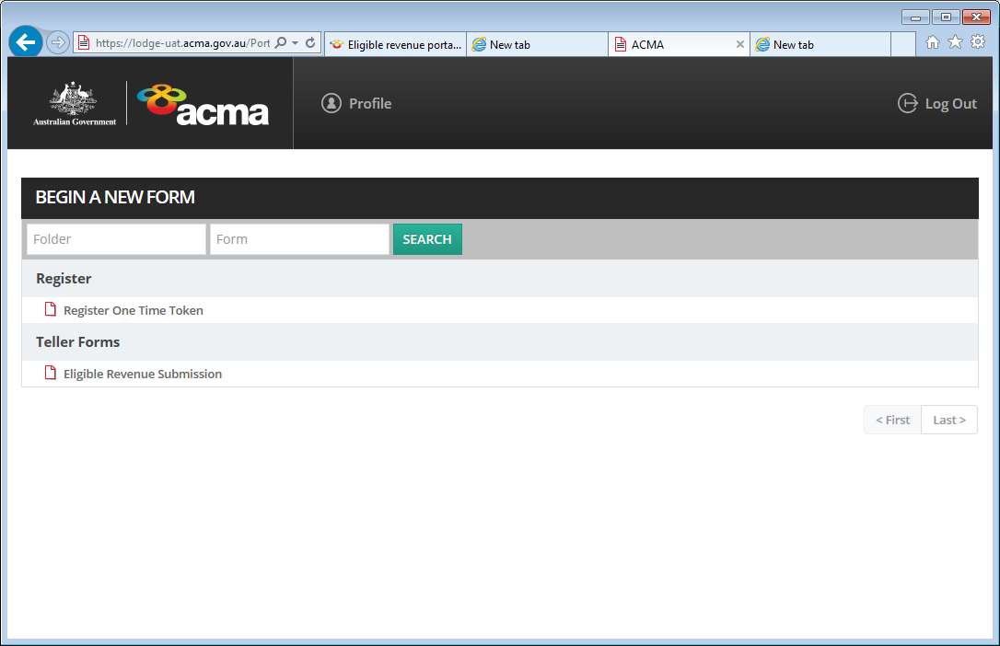 https://lodge-uat.acma.gov.au/Port
Eligible revenue porta...
New tab
ACMA
New tab
Australian Government
acma
Profile
Log Out
BEGIN A NEW FORM
Folder
Form
SEARCH
Register
Register One Time Token
Teller Forms
Eligible Revenue Submission
< First
Last >